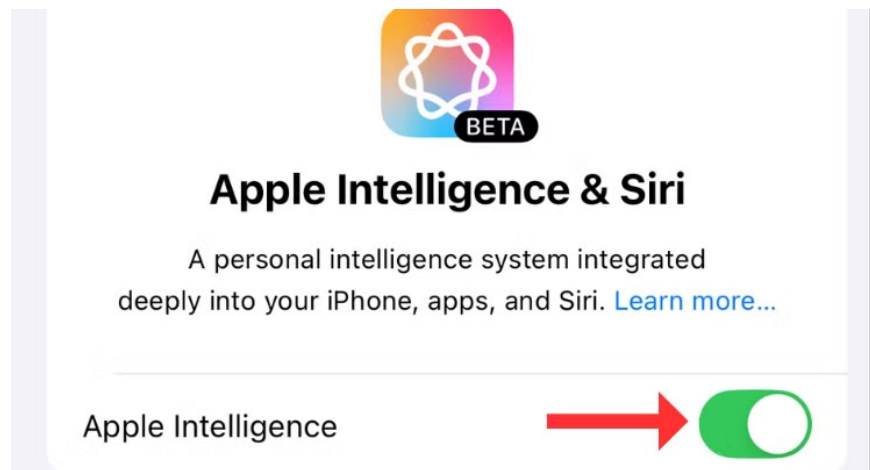 BETA
Apple Intelligence & Siri
A personal intelligence system integrated
deeply into your iPhone, apps, and Siri. Learn more...
Apple Intelligence